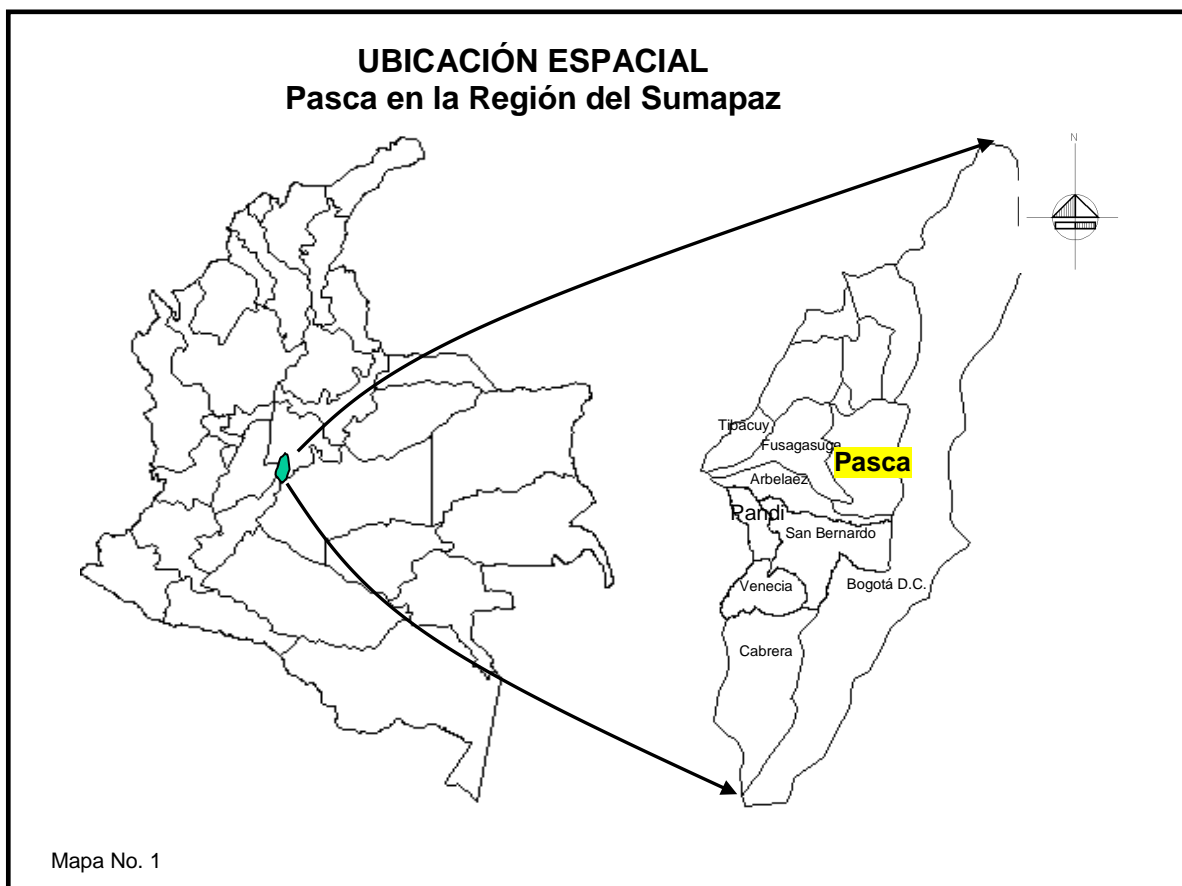 UBICACIÓN ESPACIAL
Pasca en la Región del Sumapaz
N
Tibacuy
Fusagasuga
Pasca
Arbelaez
Pandi
San Bernardo
Venecia
Bogotá D.C.
Cabrera
Mapa No. 1